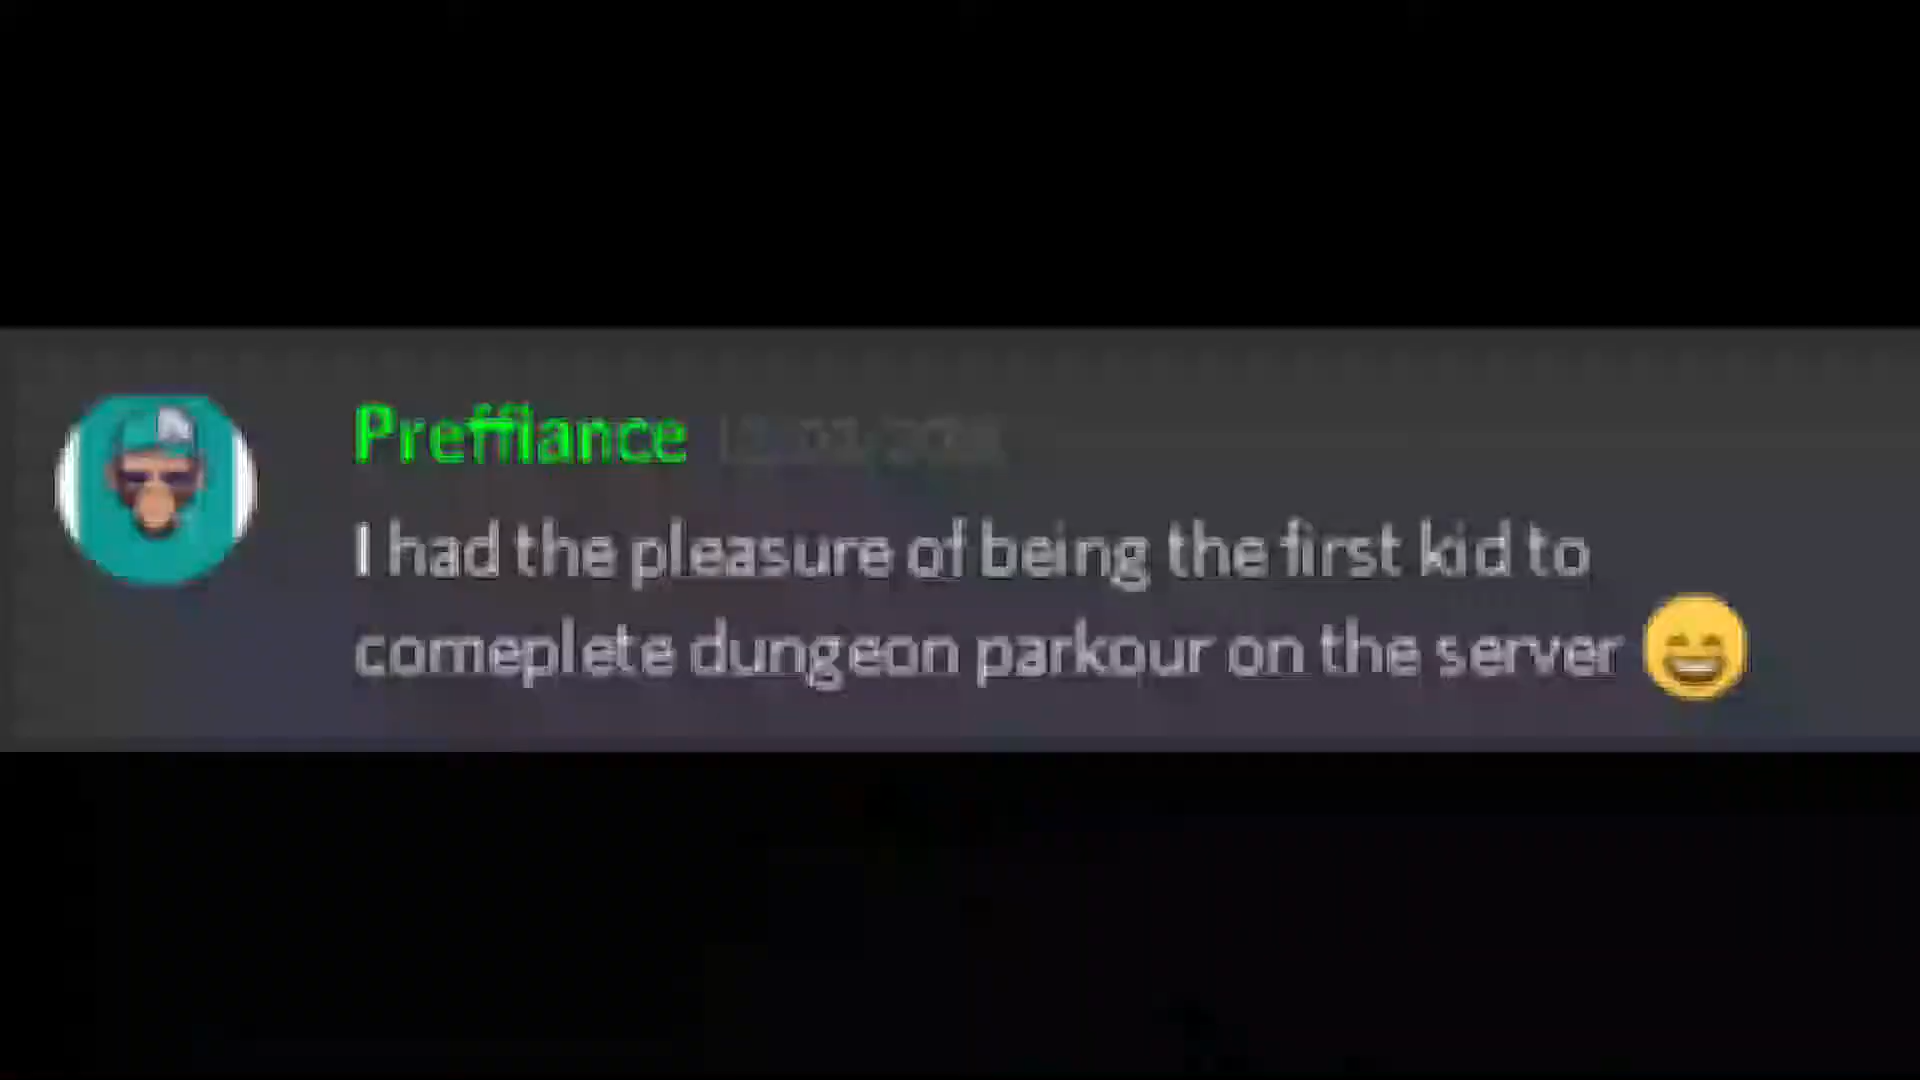 Preffiance
I had the pleasure of being the first kid to
comeplete dungeon parkour on the server